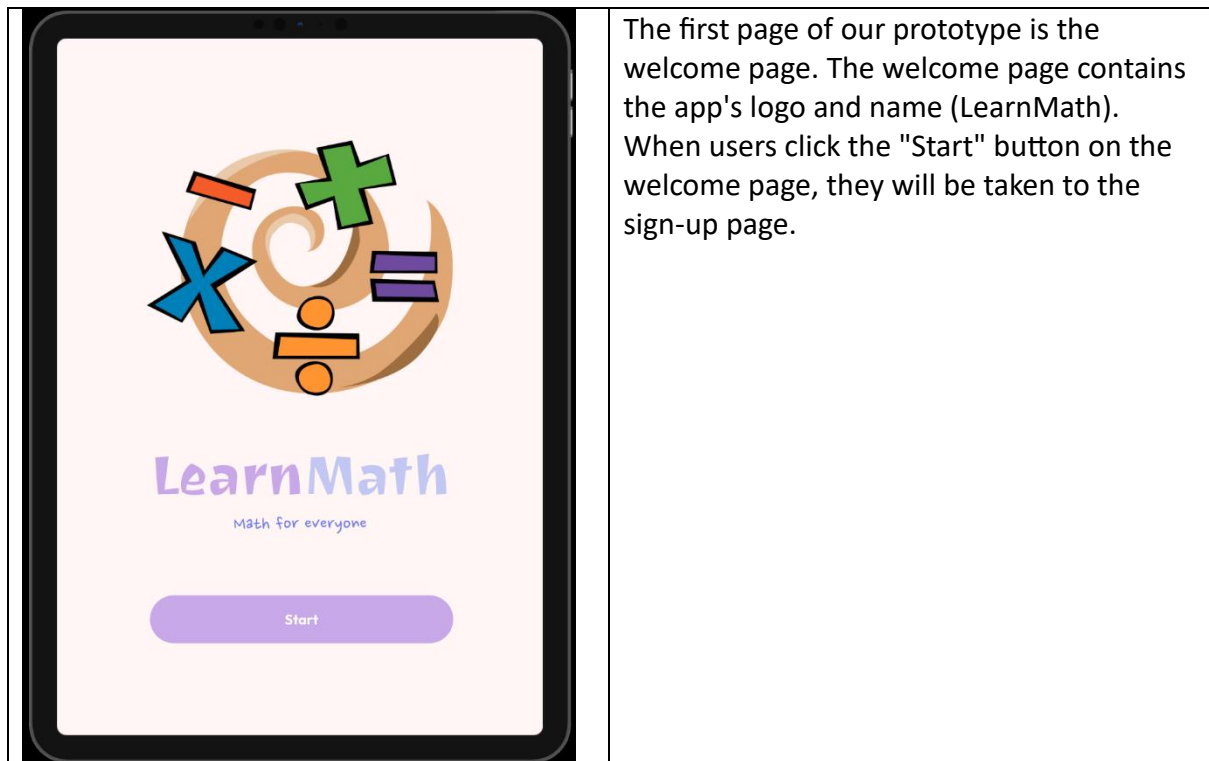 LearnMath
Math for everyone
Start
The first page of our prototype is the
welcome page. The welcome page contains
the app's logo and name (LearnMath).
When users click the "Start" button on the
welcome page, they will be taken to the
sign-up page.